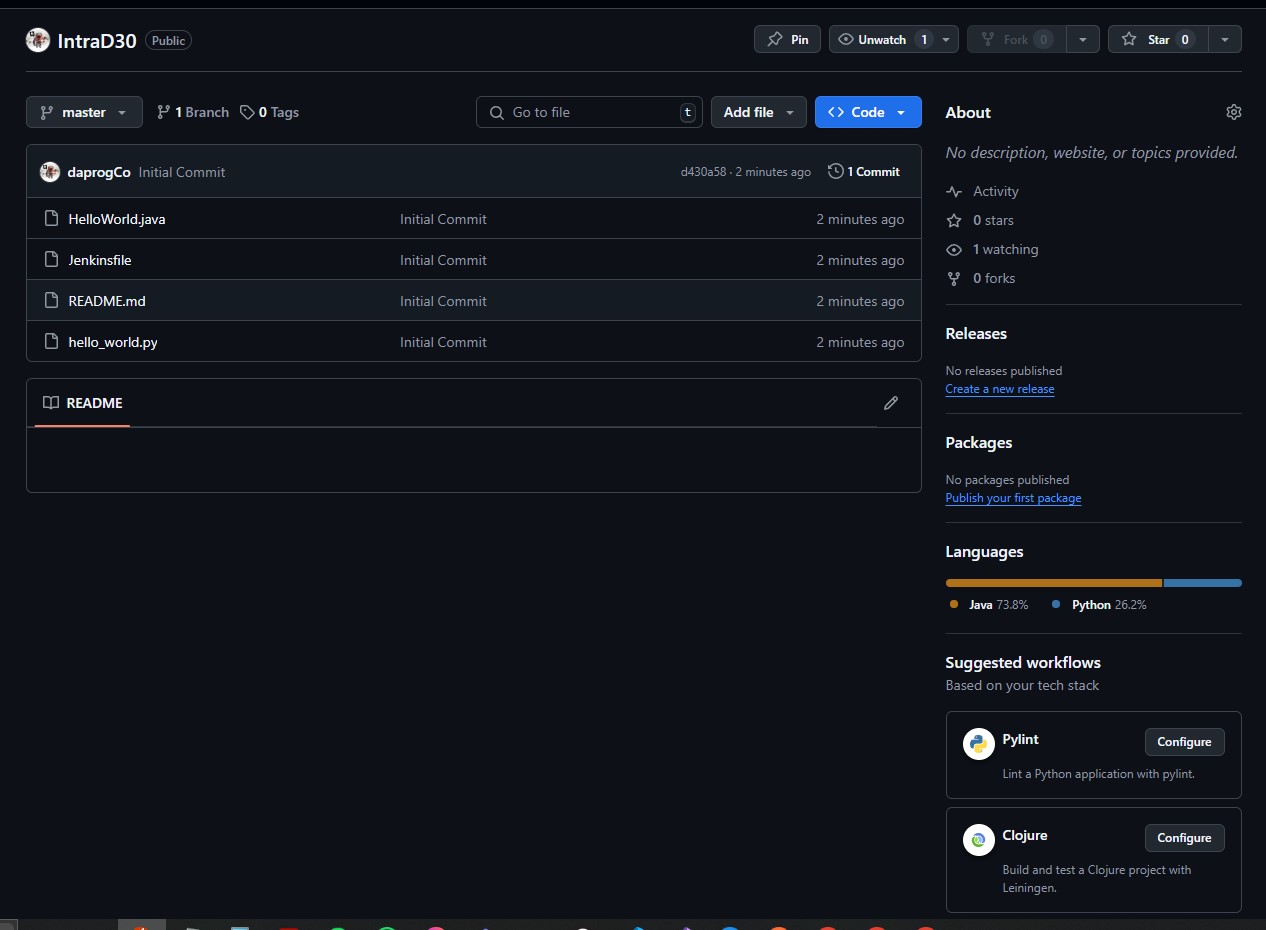 IntraD30 Public
Pin Unwatch 1 Fork 0 Star 0
master 1 Branch 0 Tags Go to file t Add file Code
daprogCo Initial Commit d430a58 · 2 minutes ago 1 Commit
HelloWorld.java Initial Commit 2 minutes ago
Jenkinsfile Initial Commit 2 minutes ago
README.md Initial Commit 2 minutes ago
hello_world.py Initial Commit 2 minutes ago
README
About
No description, website, or topics provided.
Activity
0 stars
1 watching
0 forks
Releases
No releases published
Create a new release
Packages
No packages published
Publish your first package
Languages
Java 73.8% Python 26.2%
Suggested workflows
Based on your tech stack
Pylint Configure
Lint a Python application with pylint.
Clojure Configure
Build and test a Clojure project with
Leiningen.